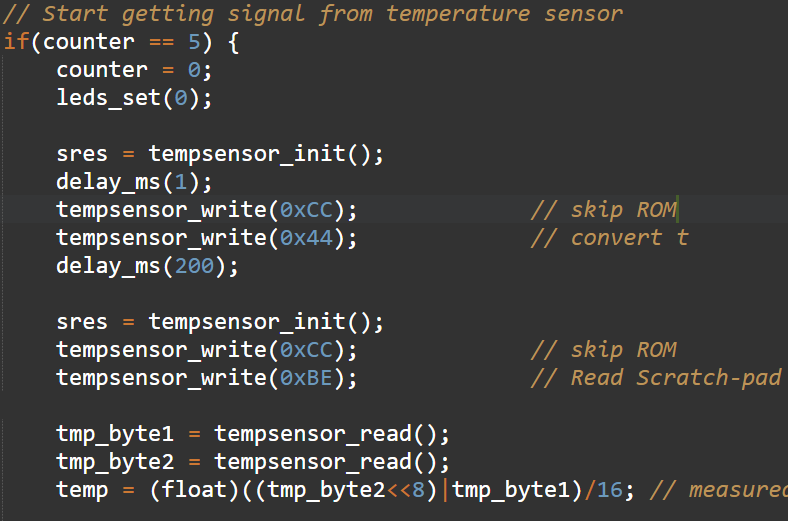 // Start getting signal from temperature sensor
if(counter == 5) {
    counter = 0;
    leds_set(0);

    sres = tempsensor_init();
    delay_ms(1);
    tempsensor_write(0xCC);             // skip ROM
    tempsensor_write(0x44);             // convert t
    delay_ms(200);

    sres = tempsensor_init();
    tempsensor_write(0xCC);             // skip ROM
    tempsensor_write(0xBE);             // Read Scratch-pad

    tmp_byte1 = tempsensor_read();
    tmp_byte2 = tempsensor_read();
    temp = (float)((tmp_byte2<<8)|tmp_byte1)/16; // measured